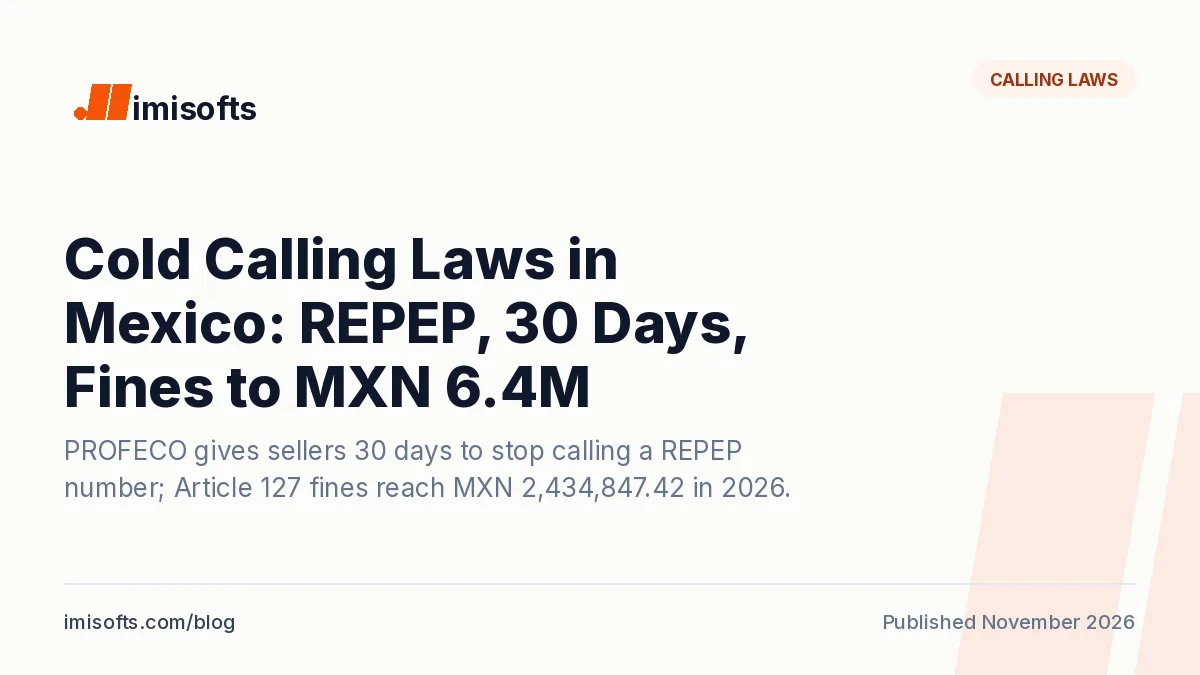 imisofts
CALLING LAWS
Cold Calling Laws in
Mexico: REPEP, 30 Days,
Fines to MXN 6.4M
PROFECO gives sellers 30 days to stop calling a REPEP
number; Article 127 fines reach MXN 2,434,847.42 in 2026.
imisofts.com/blog
Published November 2026